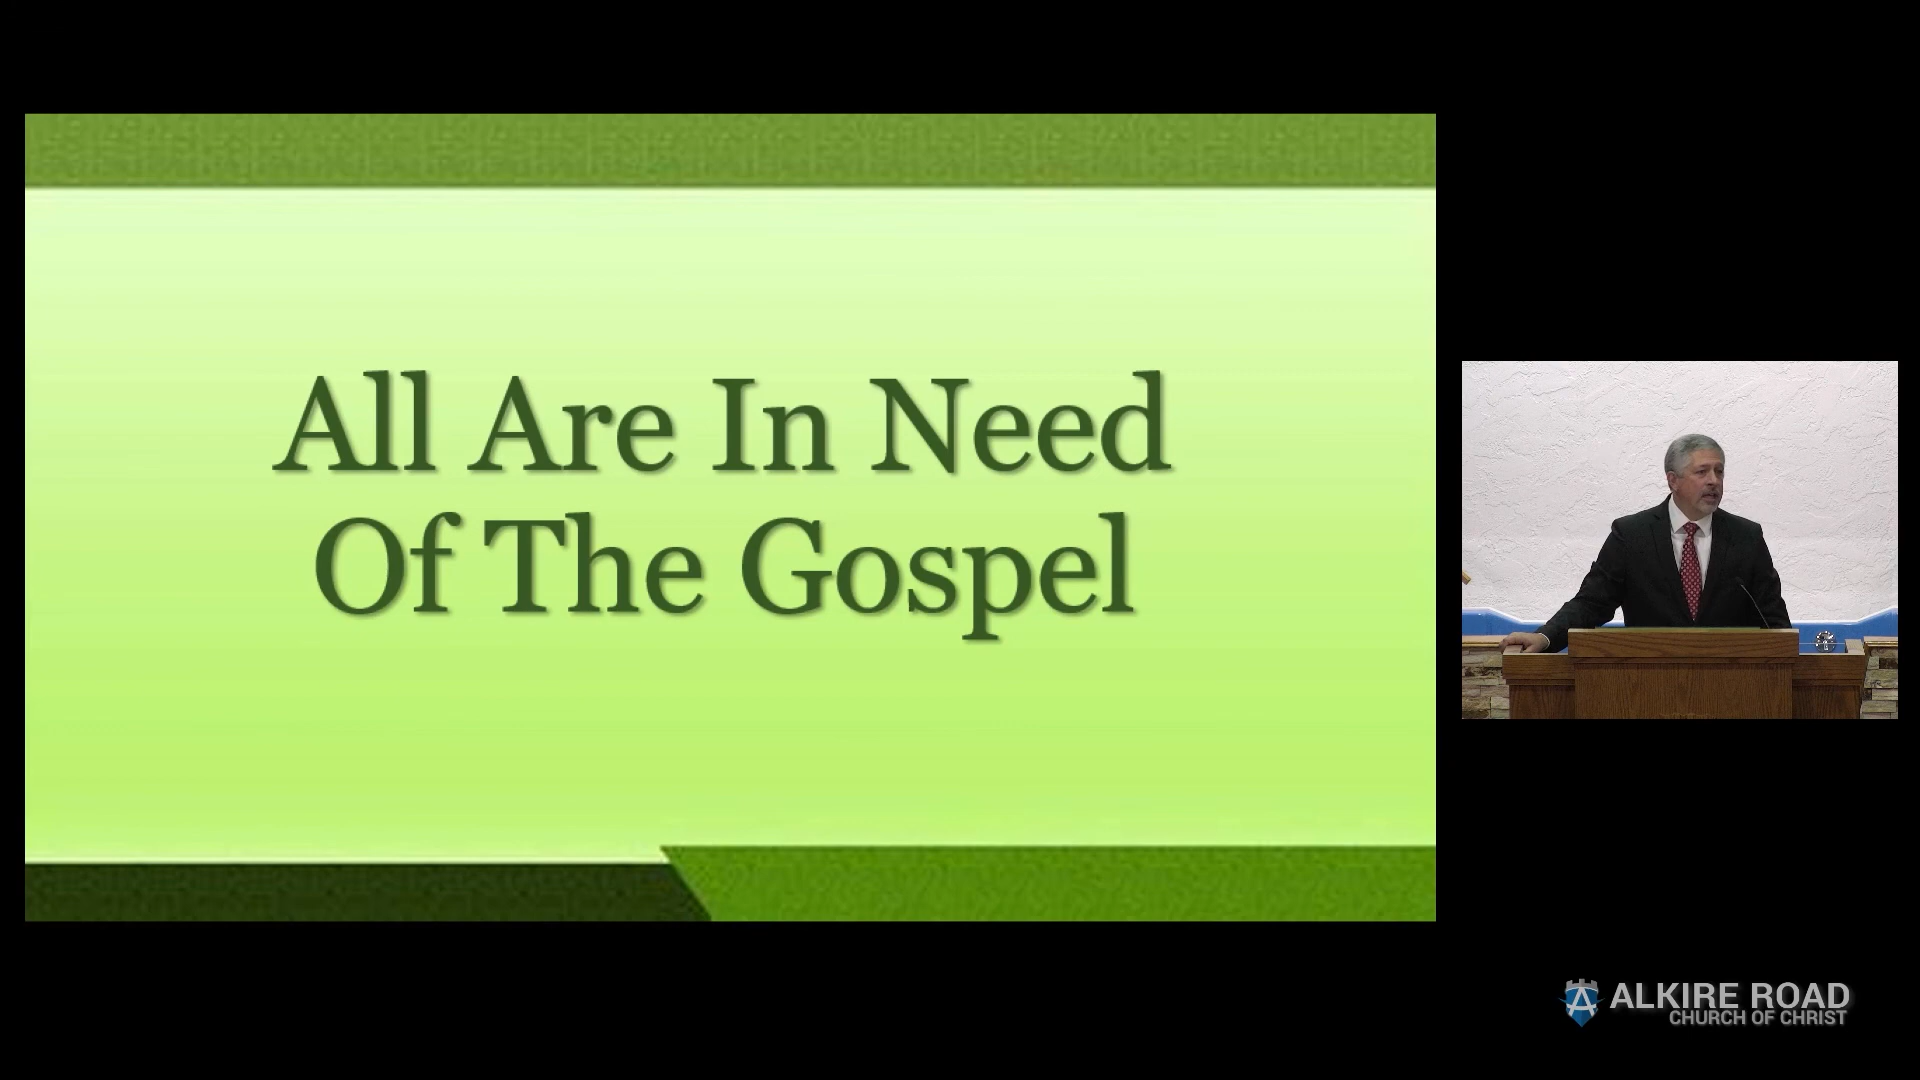 All Are In Need
Of The Gospel
ALKIRE ROAD
CHURCH OF CHRIST